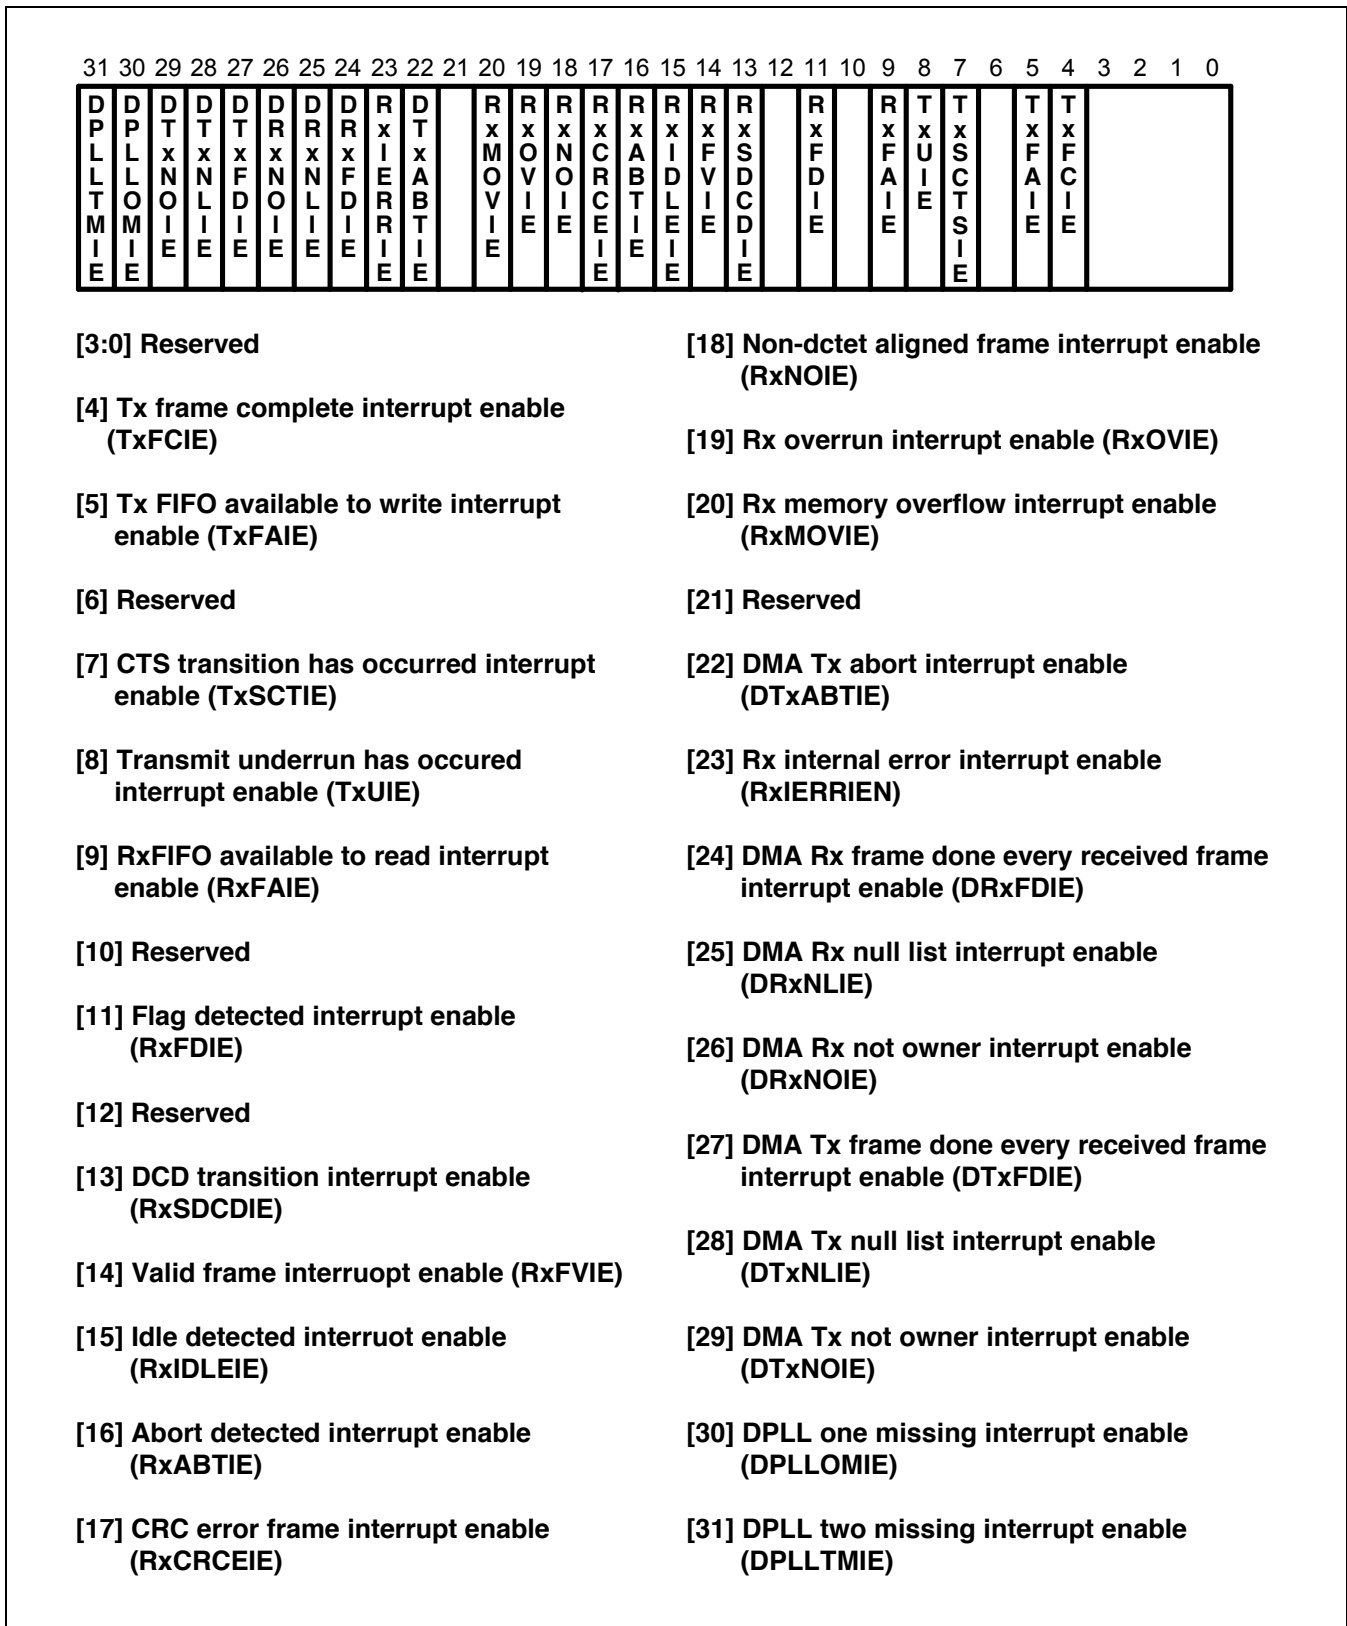 31 30 29 28 27 26 25 24 23 22 21 20 19 18 17 16 15 14 13 12 11 10 9 8 7 6 5 4 3 2 1 0
DPLLTMIE
DPLLOMIE
DTxNOIE
DTxNLIE
DTxFDIE
DRxNOIE
DRxNLIE
DRxFDIE
RxIERRIE
DTxABTIE
RxMOVIE
RxOVIE
RxNOIE
RxCRCEIE
RxABTIE
RxIDLEIE
RxFVIE
RxSDCDIE
RxFDIE
RxFAIE
TxUIE
TxSCTSIE
TxFAIE
TxFCIE
[3:0] Reserved
[4] Tx frame complete interrupt enable
(TxFCIE)
[5] Tx FIFO available to write interrupt
enable (TxFAIE)
[6] Reserved
[7] CTS transition has occurred interrupt
enable (TxSCTIE)
[8] Transmit underrun has occured
interrupt enable (TxUIE)
[9] RxFIFO available to read interrupt
enable (RxFAIE)
[10] Reserved
[11] Flag detected interrupt enable
(RxFDIE)
[12] Reserved
[13] DCD transition interrupt enable
(RxSDCDIE)
[14] Valid frame interruopt enable (RxFVIE)
[15] Idle detected interruot enable
(RxIDLEIE)
[16] Abort detected interrupt enable
(RxABTIE)
[17] CRC error frame interrupt enable
(RxCRCEIE)
[18] Non-dctet aligned frame interrupt enable
(RxNOIE)
[19] Rx overrun interrupt enable (RxOVIE)
[20] Rx memory overflow interrupt enable
(RxMOVIE)
[21] Reserved
[22] DMA Tx abort interrupt enable
(DTxABTIE)
[23] Rx internal error interrupt enable
(RxIERRIEN)
[24] DMA Rx frame done every received frame
interrupt enable (DRxFDIE)
[25] DMA Rx null list interrupt enable
(DRxNLIE)
[26] DMA Rx not owner interrupt enable
(DRxNOIE)
[27] DMA Tx frame done every received frame
interrupt enable (DTxFDIE)
[28] DMA Tx null list interrupt enable
(DTxNLIE)
[29] DMA Tx not owner interrupt enable
(DTxNOIE)
[30] DPLL one missing interrupt enable
(DPLLOMIE)
[31] DPLL two missing interrupt enable
(DPLLTMIE)